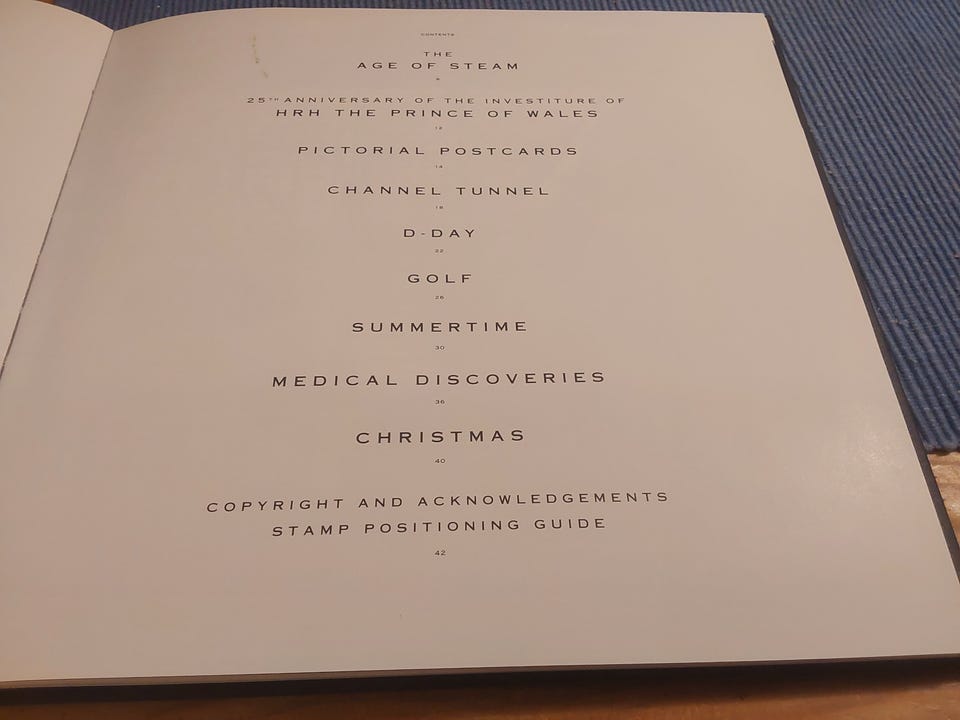 CONTENTS
THE
AGE OF STEAM
25TH ANNIVERSARY OF THE INVESTITURE OF
HRH THE PRINCE OF WALES
12
PICTORIAL POSTCARDS
14
CHANNEL TUNNEL
18
D-DAY
22
GOLF
26
SUMMERTIME
30
MEDICAL DISCOVERIES
36
CHRISTMAS
40
COPYRIGHT AND ACKNOWLEDGEMENTS
STAMP POSITIONING GUIDE
42